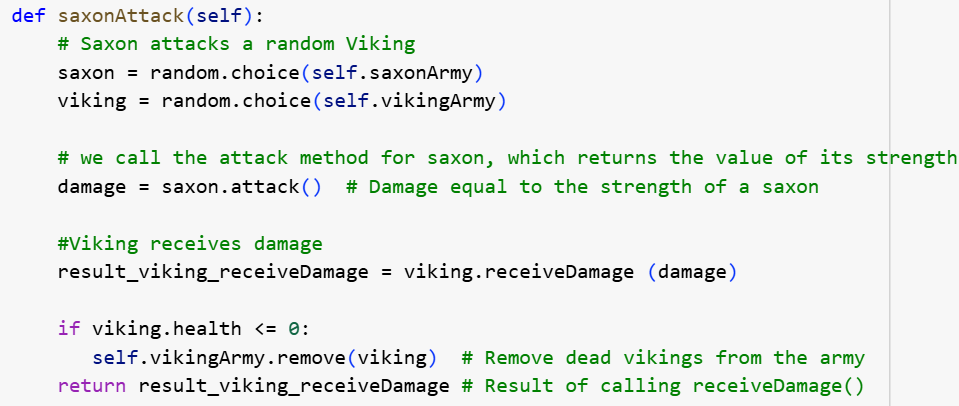 def saxonAttack(self):
    # Saxon attacks a random Viking
    saxon = random.choice(self.saxonArmy)
    viking = random.choice(self.vikingArmy)

    # we call the attack method for saxon, which returns the value of its strength
    damage = saxon.attack()  # Damage equal to the strength of a saxon

    #Viking receives damage
    result_viking_receiveDamage = viking.receiveDamage (damage)

    if viking.health <= 0:
       self.vikingArmy.remove(viking)  # Remove dead vikings from the army
    return result_viking_receiveDamage # Result of calling receiveDamage()